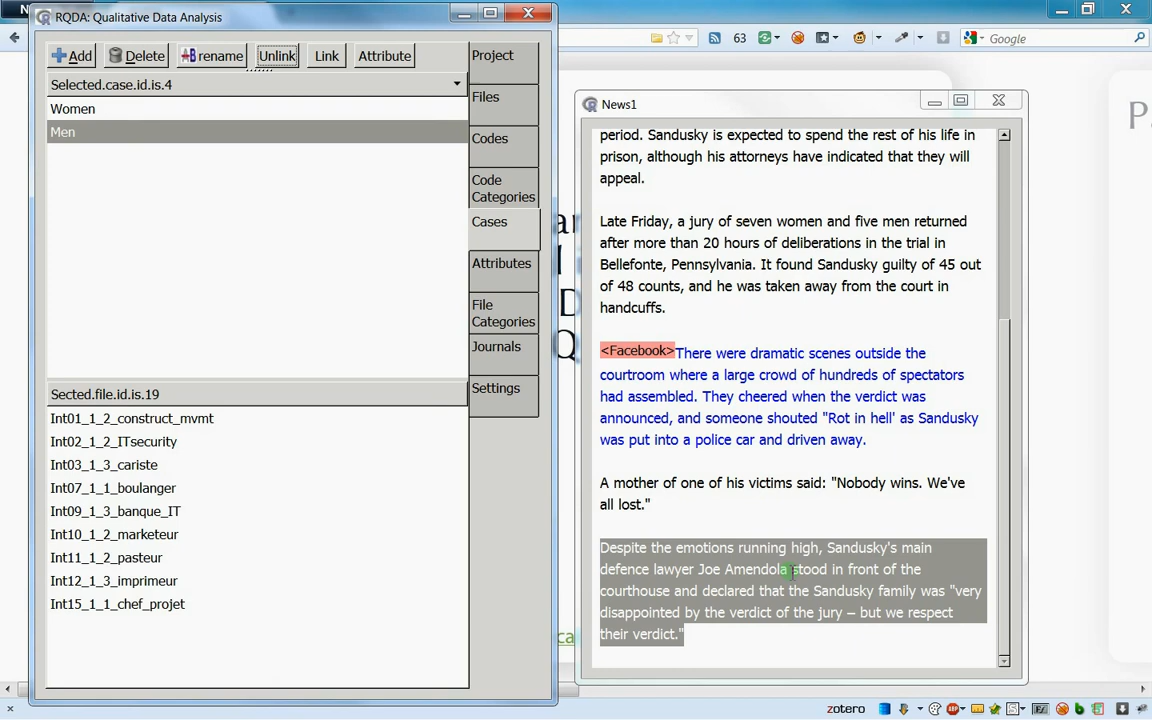 RQDA: Qualitative Data Analysis
Add Delete rename Unlink Link Attribute
Selected.case.id.is.4
Women
Men
Sected.file.id.is.19
Int01_1_2_construct_mvmt
Int02_1_2_ITsecurity
Int03_1_3_cariste
Int07_1_1_boulanger
Int09_1_3_banque_IT
Int10_1_2_marketeur
Int11_1_2_pasteur
Int12_1_3_imprimeur
Int15_1_1_chef_projet
Project
Files
Codes
Code
Categories
Cases
Attributes
File
Categories
Journals
Settings
63
Google
News1
period. Sandusky is expected to spend the rest of his life in
prison, although his attorneys have indicated that they will
appeal.
Late Friday, a jury of seven women and five men returned
after more than 20 hours of deliberations in the trial in
Bellefonte, Pennsylvania. It found Sandusky guilty of 45 out
of 48 counts, and he was taken away from the court in
handcuffs.
<Facebook>There were dramatic scenes outside the
courtroom where a large crowd of hundreds of spectators
had assembled. They cheered when the verdict was
announced, and someone shouted "Rot in hell' as Sandusky
was put into a police car and driven away.
A mother of one of his victims said: "Nobody wins. We've
all lost."
Despite the emotions running high, Sandusky's main
defence lawyer Joe Amendola stood in front of the
courthouse and declared that the Sandusky family was "very
disappointed by the verdict of the jury – but we respect
their verdict."
zotero